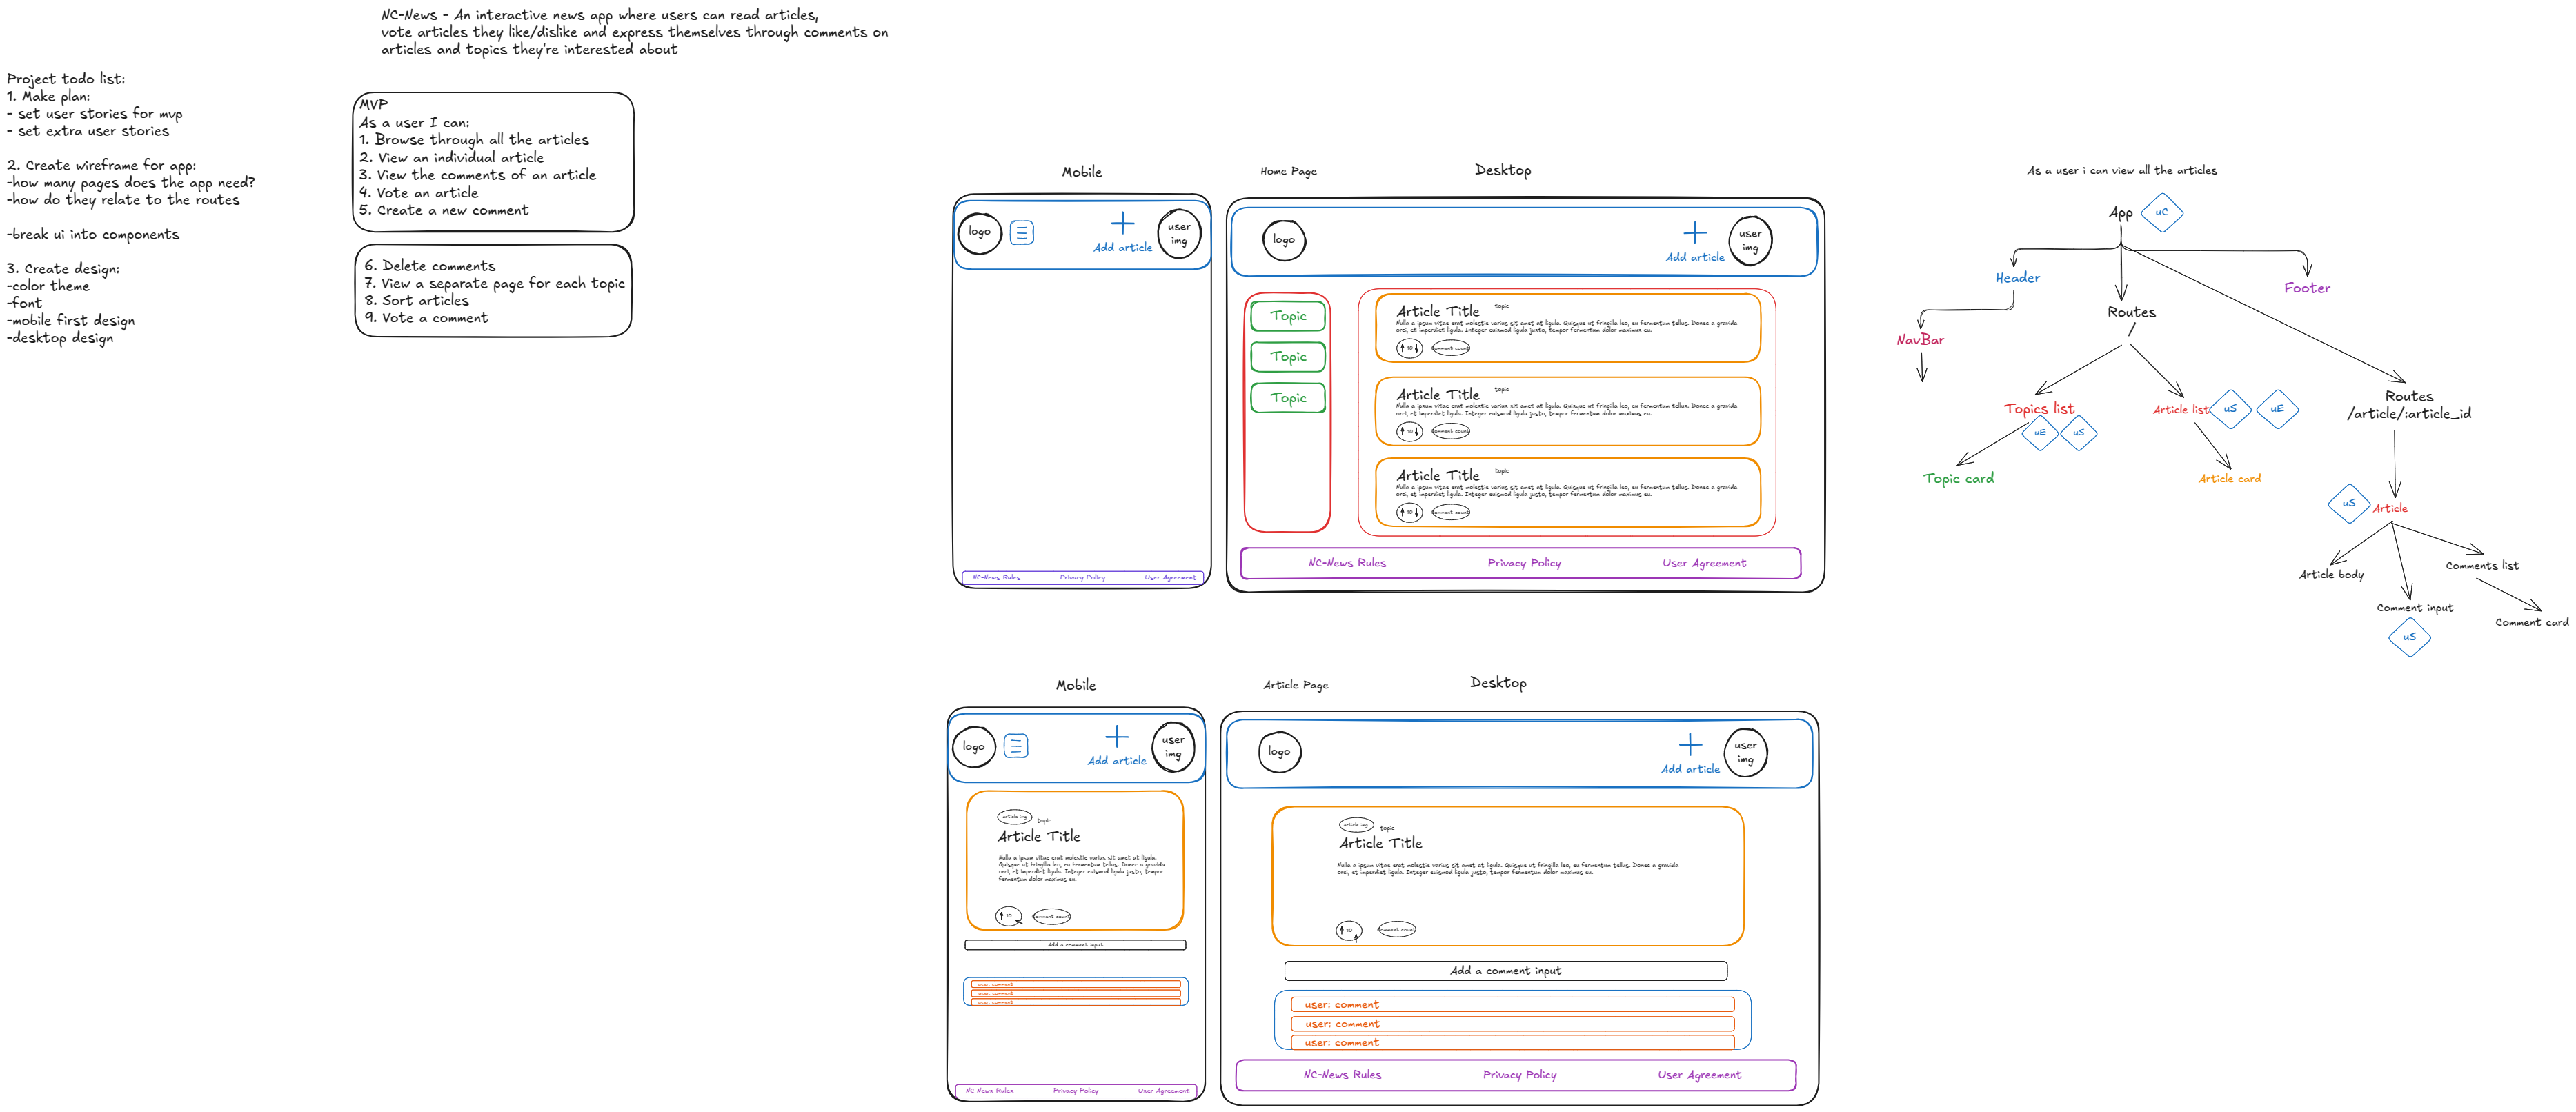 NC-News - An interactive news app where users can read articles,
vote articles they like/dislike and express themselves through comments on
articles and topics they're interested about
Project todo list:
1. Make plan:
- set user stories for mvp
- set extra user stories
2. Create wireframe for app:
-how many pages does the app need?
-how do they relate to the routes
-break ui into components
3. Create design:
-color theme
-font
-mobile first design
-desktop design
MVP
As a user I can:
1. Browse through all the articles
2. View an individual article
3. View the comments of an article
4. Vote an article
5. Create a new comment
6. Delete comments
7. View a separate page for each topic
8. Sort articles
9. Vote a comment
Mobile
logo
Add article
user
img
NC-News Rules
Privacy Policy
User Agreement
Home Page
Desktop
logo
Add article
user
img
Topic
Topic
Topic
Article Title
topic
Nulla a ipsum vitae erat molestie varius sit amet at ligula. Quisque ut fringilla leo, eu fermentum tellus. Donec a gravida
orci, et imperdiet ligula. Integer euismod ligula justo, tempor fermentum dolor maximus eu.
10
comment count
Article Title
topic
Nulla a ipsum vitae erat molestie varius sit amet at ligula. Quisque ut fringilla leo, eu fermentum tellus. Donec a gravida
orci, et imperdiet ligula. Integer euismod ligula justo, tempor fermentum dolor maximus eu.
10
comment count
Article Title
topic
Nulla a ipsum vitae erat molestie varius sit amet at ligula. Quisque ut fringilla leo, eu fermentum tellus. Donec a gravida
orci, et imperdiet ligula. Integer euismod ligula justo, tempor fermentum dolor maximus eu.
10
comment count
NC-News Rules
Privacy Policy
User Agreement
As a user i can view all the articles
App
uC
Header
Footer
NavBar
Routes
/
Topics list
uE
uS
Article list
uS
uE
Topic card
Article card
Routes
/article/:article_id
uS
Article
Article body
Comments list
Comment input
uS
Comment card
Mobile
logo
Add article
user
img
article img
topic
Article Title
Nulla a ipsum vitae erat molestie varius sit amet at ligula.
Quisque ut fringilla leo, eu fermentum tellus. Donec a gravida
orci, et imperdiet ligula. Integer euismod ligula justo, tempor
fermentum dolor maximus eu.
10
comment count
Add a comment input
user: comment
user: comment
user: comment
NC-News Rules
Privacy Policy
User Agreement
Article Page
Desktop
logo
Add article
user
img
article img
topic
Article Title
Nulla a ipsum vitae erat molestie varius sit amet at ligula. Quisque ut fringilla leo, eu fermentum tellus. Donec a gravida
orci, et imperdiet ligula. Integer euismod ligula justo, tempor fermentum dolor maximus eu.
10
comment count
Add a comment input
user: comment
user: comment
user: comment
NC-News Rules
Privacy Policy
User Agreement